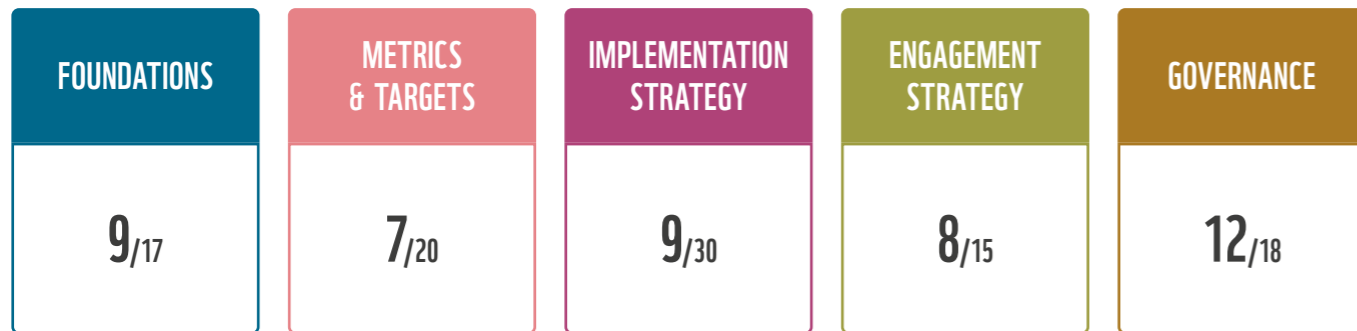 FOUNDATIONS
9/17
METRICS
& TARGETS
7/20
IMPLEMENTATION
STRATEGY
9/30
ENGAGEMENT
STRATEGY
8/15
GOVERNANCE
12/18